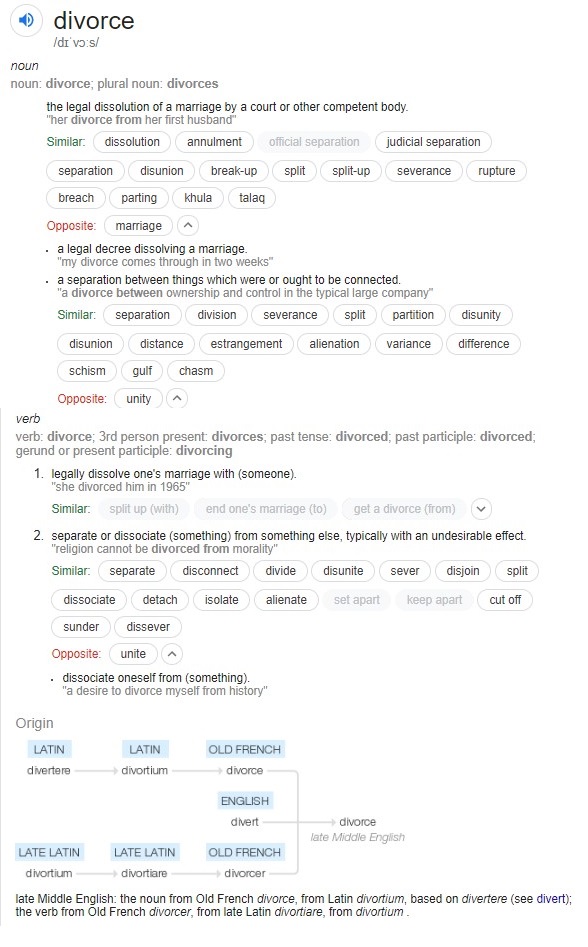 divorce
/dɪˈvɔːs/
noun
noun: divorce; plural noun: divorces
the legal dissolution of a marriage by a court or other competent body.
"her divorce from her first husband"
Similar: dissolution annulment official separation judicial separation
separation disunion break-up split split-up severance rupture
breach parting khula talaq
Opposite: marriage
• a legal decree dissolving a marriage.
"my divorce comes through in two weeks"
• a separation between things which were or ought to be connected.
"a divorce between ownership and control in the typical large company"
Similar: separation division severance split partition disunity
disunion distance estrangement alienation variance difference
schism gulf chasm
Opposite: unity
verb
verb: divorce; 3rd person present: divorces; past tense: divorced; past participle: divorced;
gerund or present participle: divorcing
1. legally dissolve one's marriage with (someone).
"she divorced him in 1965"
Similar: split up (with) end one's marriage (to) get a divorce (from)
2. separate or dissociate (something) from something else, typically with an undesirable effect.
"religion cannot be divorced from morality"
Similar: separate disconnect divide disunite sever disjoin split
dissociate detach isolate alienate set apart keep apart cut off
sunder dissever
Opposite: unite
• dissociate oneself from (something).
"a desire to divorce myself from history"
Origin
LATIN LATIN OLD FRENCH
divertere divortium divorce
ENGLISH
divert divorce
late Middle English
LATE LATIN LATE LATIN OLD FRENCH
divortium divortiare divorcer
late Middle English: the noun from Old French divorce, from Latin divortium, based on divertere (see divert);
the verb from Old French divorcer, from late Latin divortiare, from divortium .